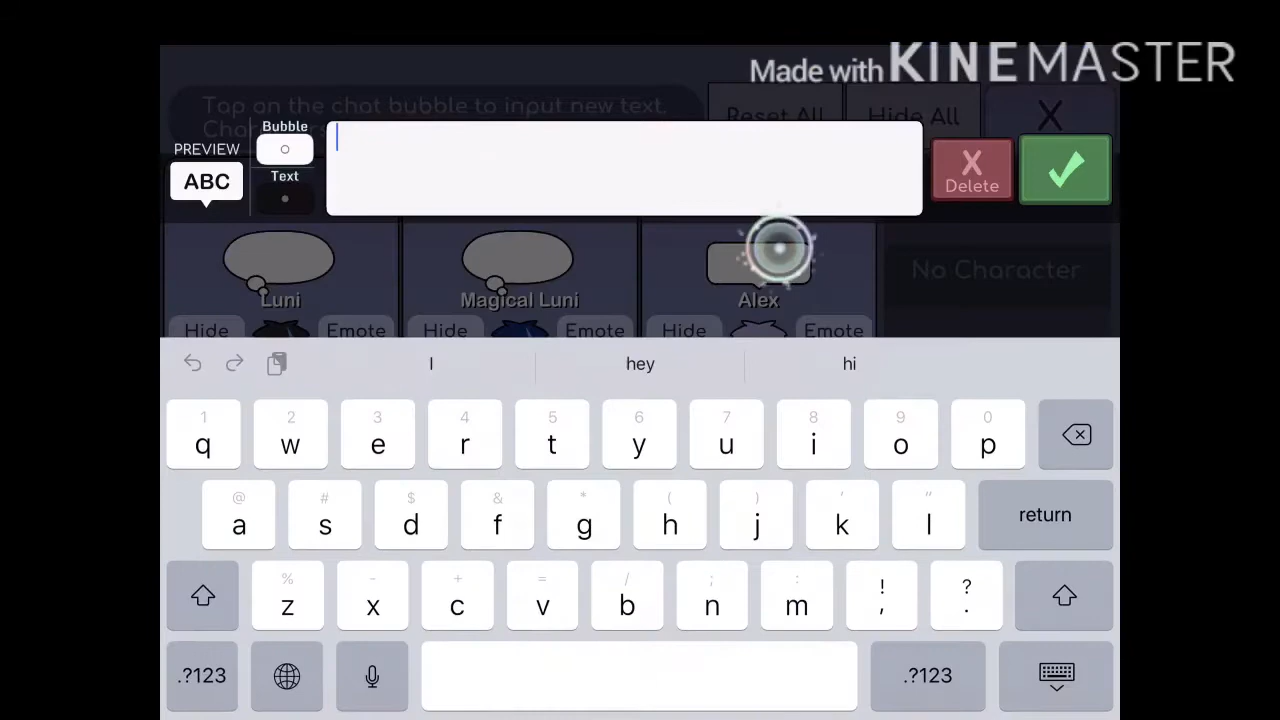 Made with KINEMASTER
Tap on the chat bubble to input new text.
Reset All
Hide All
X
Bubble
PREVIEW
ABC
Text
X
Delete
Luni
Magical Luni
Alex
No Character
Hide
Emote
Hide
Emote
Hide
Emote
I
hey
hi
1 2 3 4 5 6 7 8 9 0
q w e r t y u i o p
@ # $ & * ( ) ' "
a s d f g h j k l
return
% - + = / ; : ! ?
z x c v b n m , .
.?123
.?123